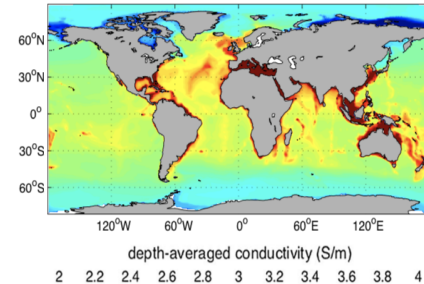 60°N
30°N
0°
30°S
60°S
120°W 60°W 0° 60°E 120°E
depth-averaged conductivity (S/m)
2 2.2 2.4 2.6 2.8 3 3.2 3.4 3.6 3.8 4